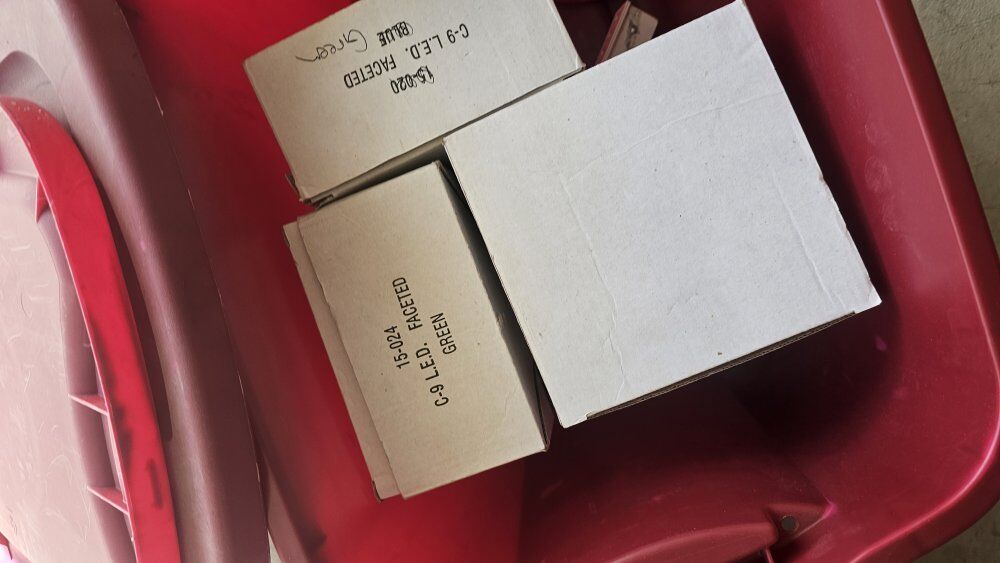 15-020
C-9 L.E.D. FACETED
BLUE Green
15-024
C-9 L.E.D. FACETED
GREEN